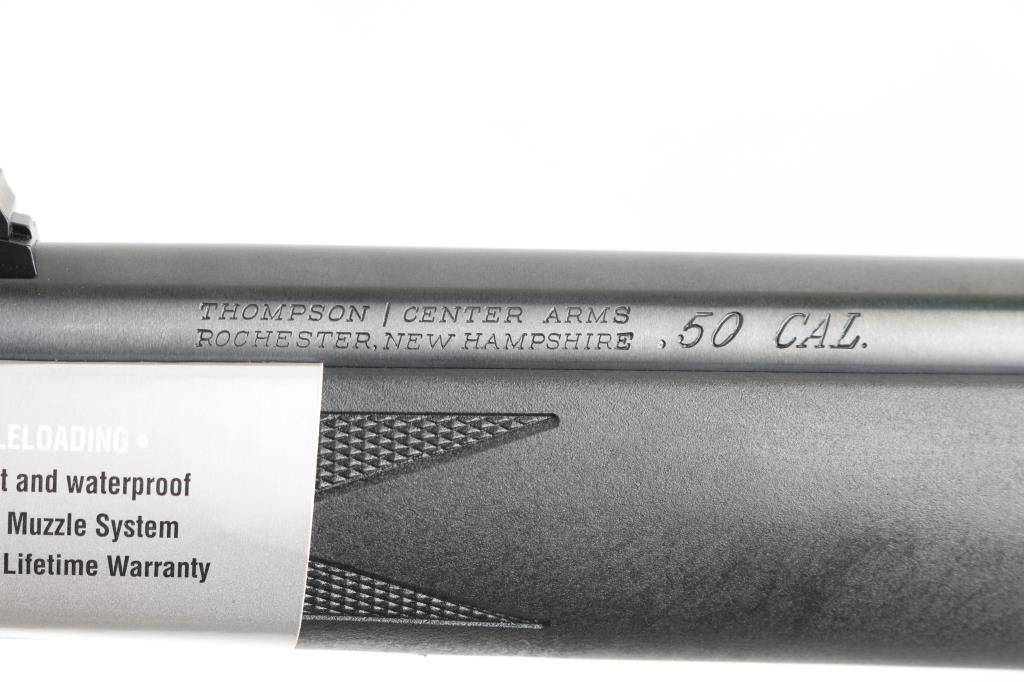 THOMPSON | CENTER ARMS
ROCHESTER, NEW HAMPSHIRE
.50 CAL.
LELOADING •
t and waterproof
Muzzle System
Lifetime Warranty